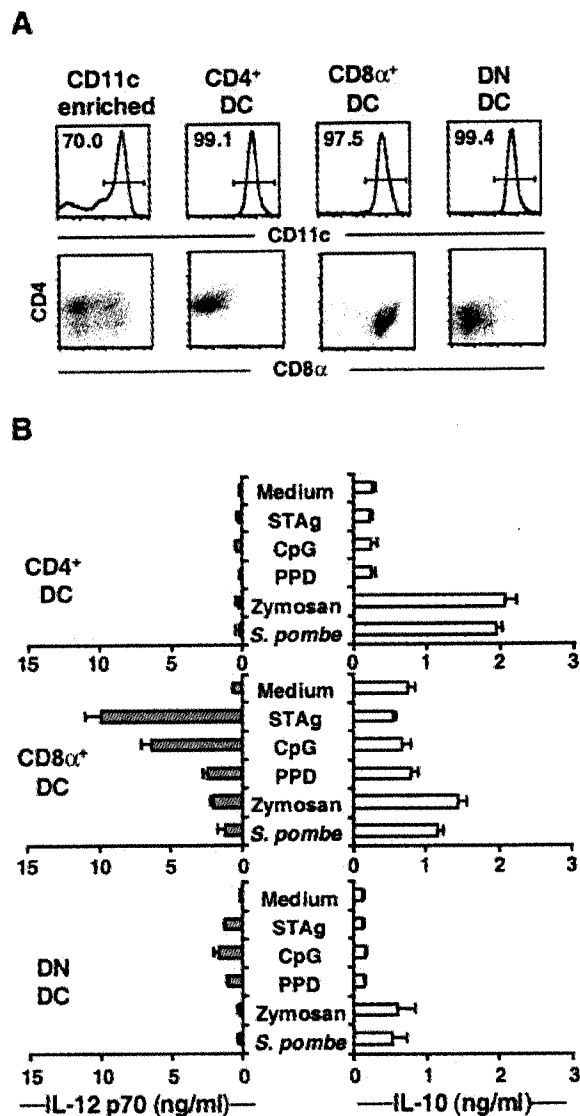 A
CD11c enriched
CD4+ DC
CD8α+ DC
DN DC
70.0
99.1
97.5
99.4
CD11c
CD4
CD8α
B
CD4+ DC
Medium
STAg
CpG
PPD
Zymosan
S. pombe
15 10 5 0 0 1 2 3
CD8α+ DC
Medium
STAg
CpG
PPD
Zymosan
S. pombe
15 10 5 0 0 1 2 3
DN DC
Medium
STAg
CpG
PPD
Zymosan
S. pombe
15 10 5 0 0 1 2 3
IL-12 p70 (ng/ml) IL-10 (ng/ml)